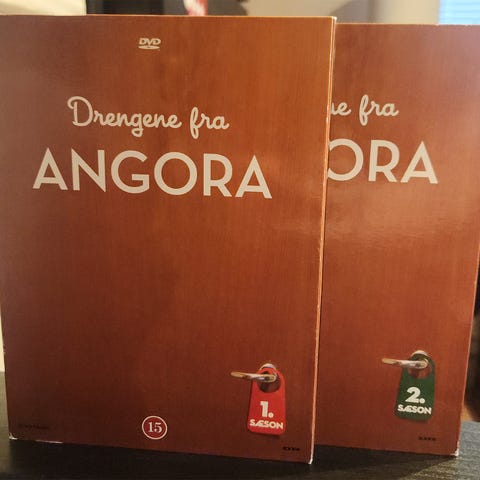 DVD
Drengene fra
ANGORA
1.
SÆSON
15
ne fra
ORA
2.
SÆSON